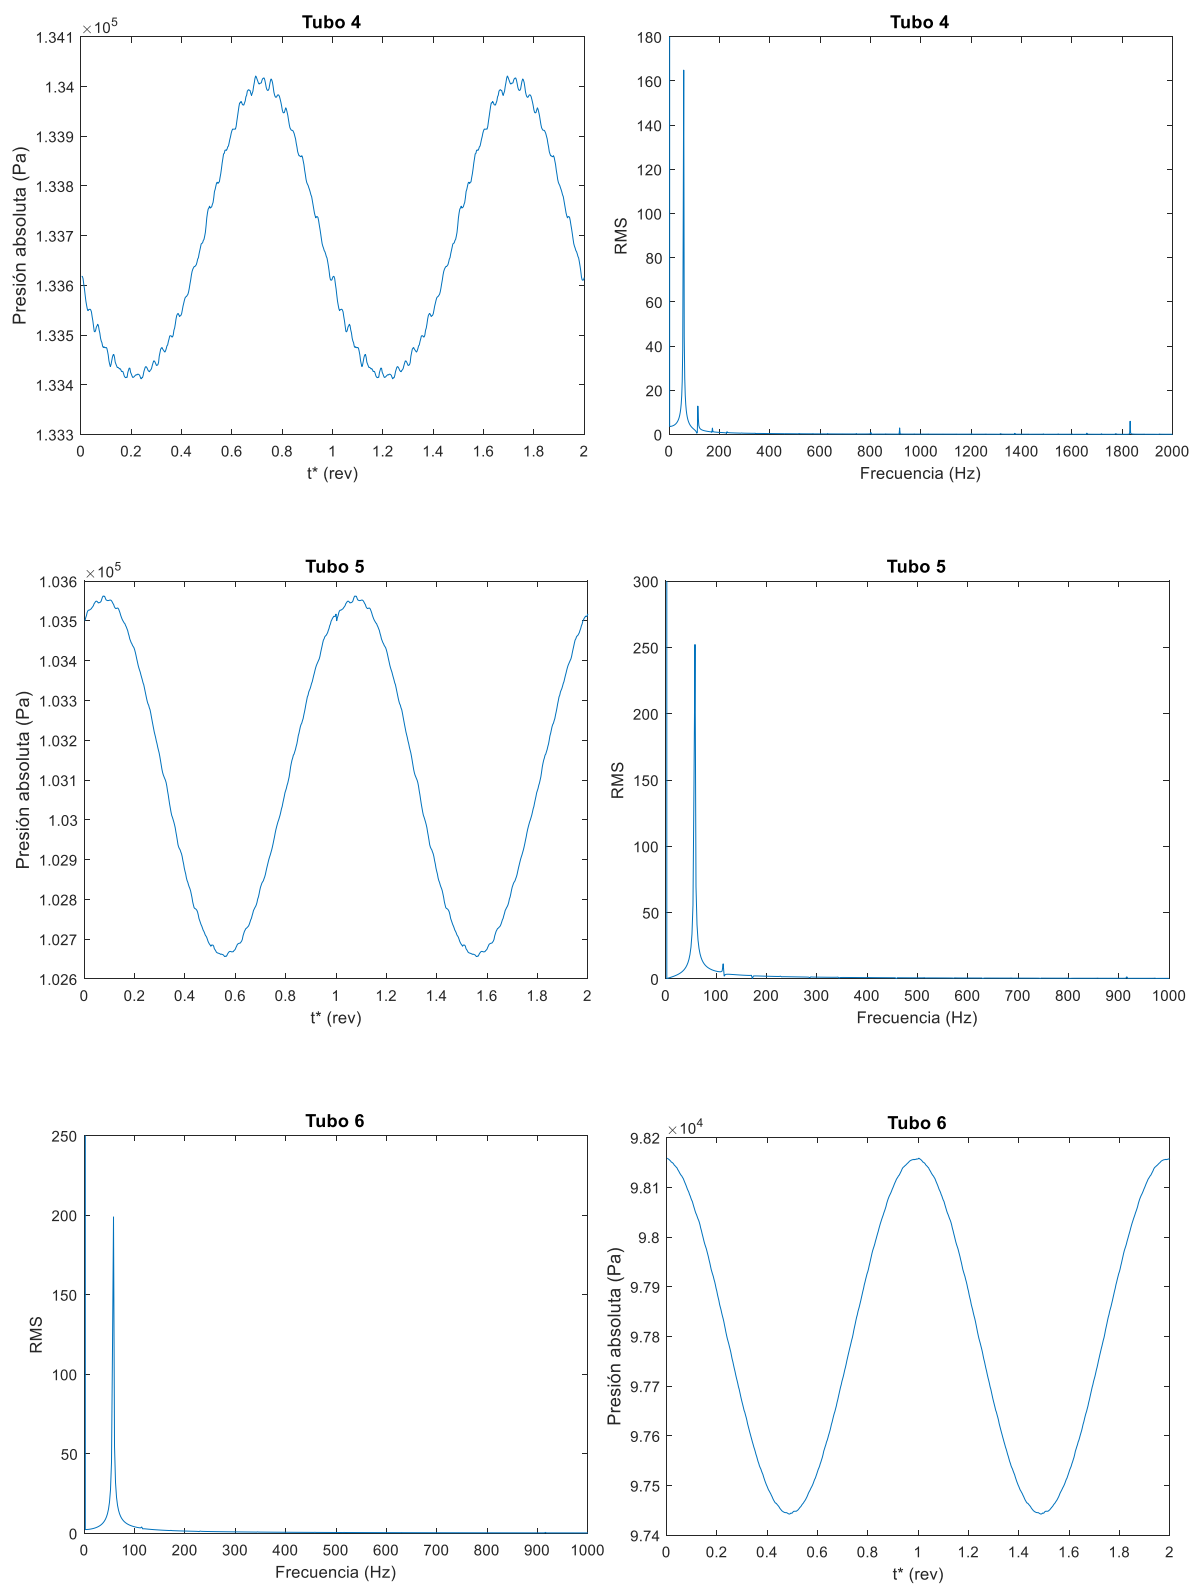 Tubo 4
×10⁵
1.341
1.34
1.339
1.338
1.337
1.336
1.335
1.334
1.333
Presión absoluta (Pa)
0 0.2 0.4 0.6 0.8 1 1.2 1.4 1.6 1.8 2
t* (rev)
Tubo 4
180
160
140
120
100
80
60
40
20
0
RMS
0 200 400 600 800 1000 1200 1400 1600 1800 2000
Frecuencia (Hz)
Tubo 5
×10⁵
1.036
1.035
1.034
1.033
1.032
1.031
1.03
1.029
1.028
1.027
1.026
Presión absoluta (Pa)
0 0.2 0.4 0.6 0.8 1 1.2 1.4 1.6 1.8 2
t* (rev)
Tubo 5
300
250
200
150
100
50
0
RMS
0 100 200 300 400 500 600 700 800 900 1000
Frecuencia (Hz)
Tubo 6
250
200
150
100
50
0
RMS
0 100 200 300 400 500 600 700 800 900 1000
Frecuencia (Hz)
Tubo 6
×10⁴
9.82
9.81
9.8
9.79
9.78
9.77
9.76
9.75
9.74
Presión absoluta (Pa)
0 0.2 0.4 0.6 0.8 1 1.2 1.4 1.6 1.8 2
t* (rev)